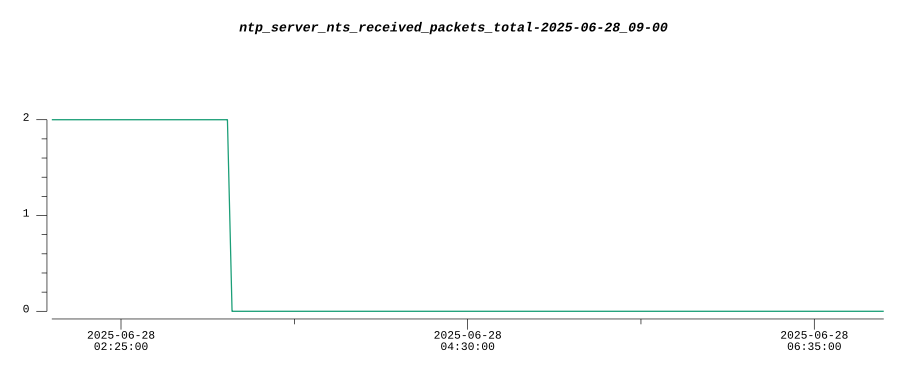 ntp_server_nts_received_packets_total-2025-06-28_09-00
2
1
0
2025-06-28 2025-06-28 2025-06-28
02:25:00 04:30:00 06:35:00